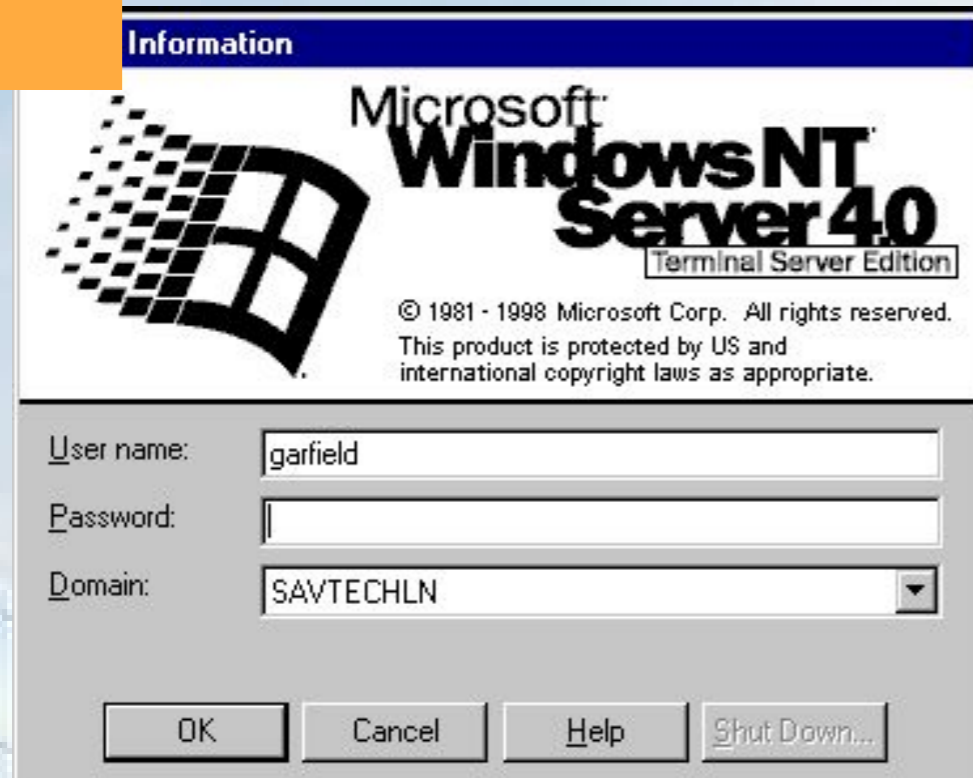 Information
Microsoft
Windows NT
Server 4.0
Terminal Server Edition
© 1981 - 1998 Microsoft Corp. All rights reserved.
This product is protected by US and
international copyright laws as appropriate.
User name: garfield
Password:
Domain: SAVTECHLN
OK Cancel Help Shut Down...